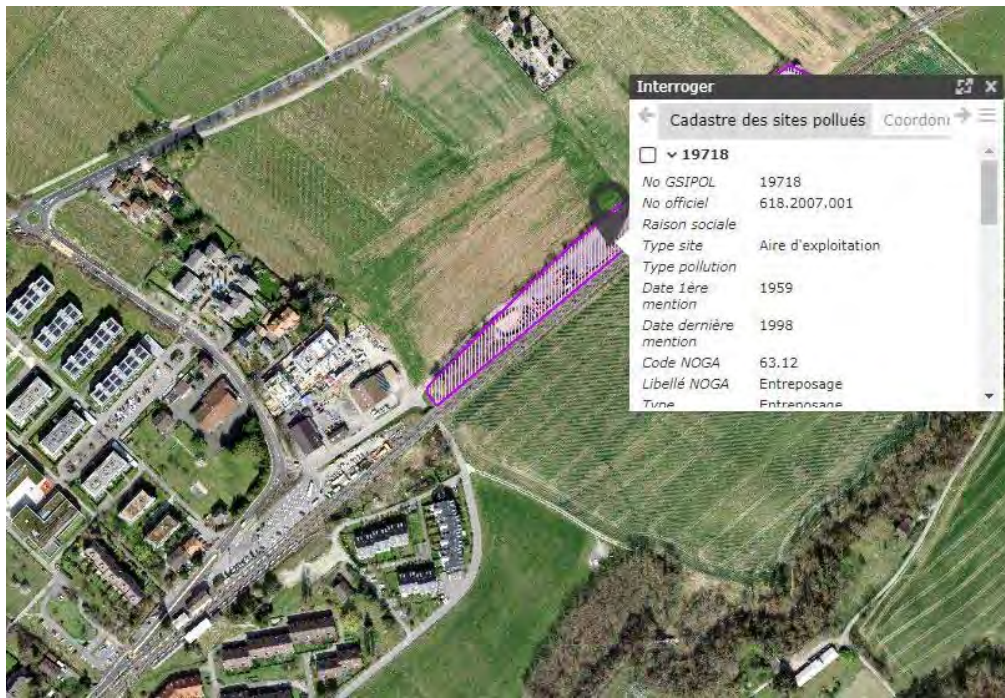 Interroger
Cadastre des sites pollués Coordonn
19718
No GSIPOL 19718
No officiel 618.2007.001
Raison sociale
Type site Aire d'exploitation
Type pollution
Date 1ère
mention 1959
Date dernière
mention 1998
Code NOGA 63.12
Libellé NOGA Entreposage
Type Entreposage